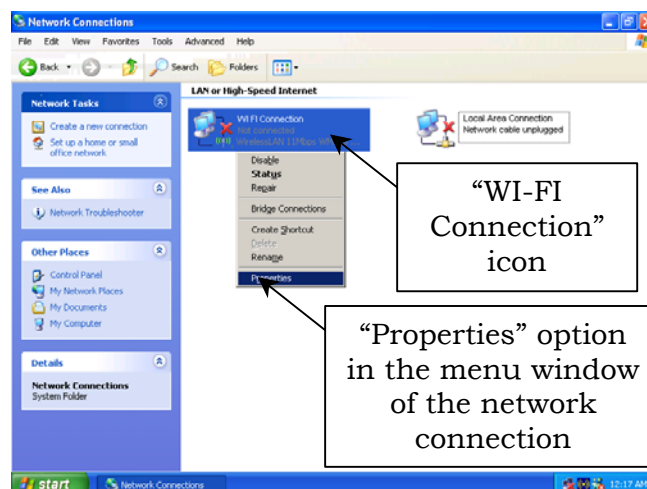 Network Connections
File Edit View Favorites Tools Advanced Help
Back Search Folders
LAN or High-Speed Internet
Network Tasks
Create a new connection
Set up a home or small
office network
See Also
Network Troubleshooter
Other Places
Control Panel
My Network Places
My Documents
My Computer
Details
Network Connections
System Folder
WI FI Connection
Not connected
WirelessLAN 11Mbps
Local Area Connection
Network cable unplugged
Disable
Status
Repair
Bridge Connections
Create Shortcut
Delete
Rename
Properties
“WI-FI
Connection”
icon
“Properties” option
in the menu window
of the network
connection
start Network Connections 12:17 AM